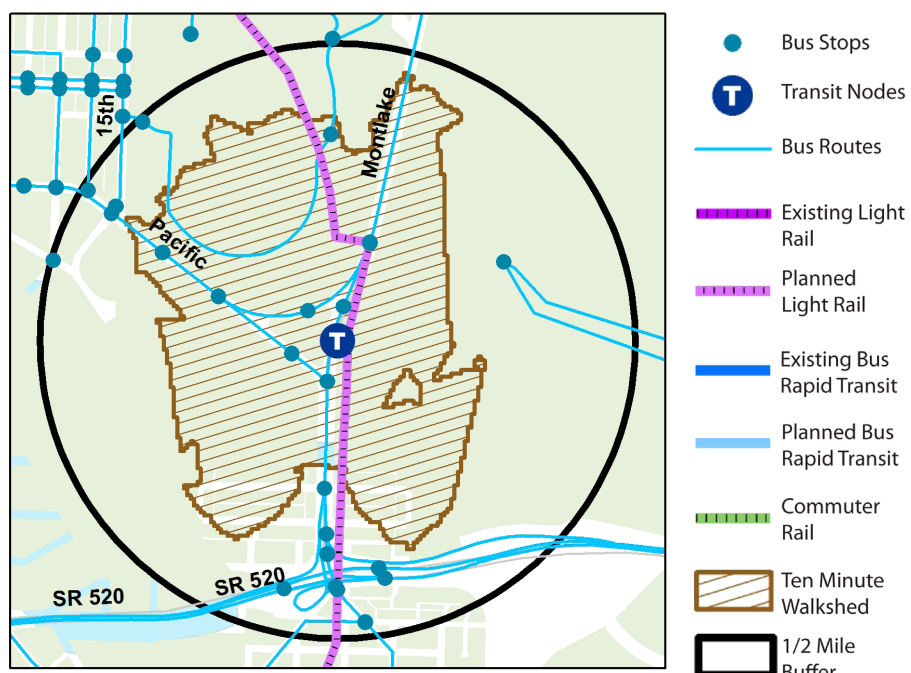 15th
Montlake
Pacific
T
SR 520
SR 520
Bus Stops
T
Transit Nodes
Bus Routes
Existing Light
Rail
Planned
Light Rail
Existing Bus
Rapid Transit
Planned Bus
Rapid Transit
Commuter
Rail
Ten Minute
Walkshed
1/2 Mile
Buffer